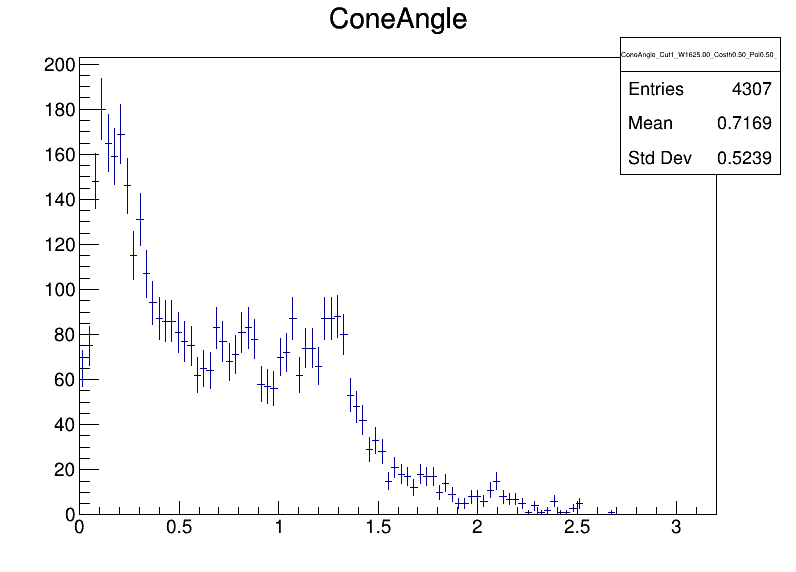 ConeAngle
ConeAngle_Cut1_W1625.00_Costh0.50_Pol0.50_
Entries 4307
Mean 0.7169
Std Dev 0.5239
200
180
160
140
120
100
80
60
40
20
0
0 0.5 1 1.5 2 2.5 3